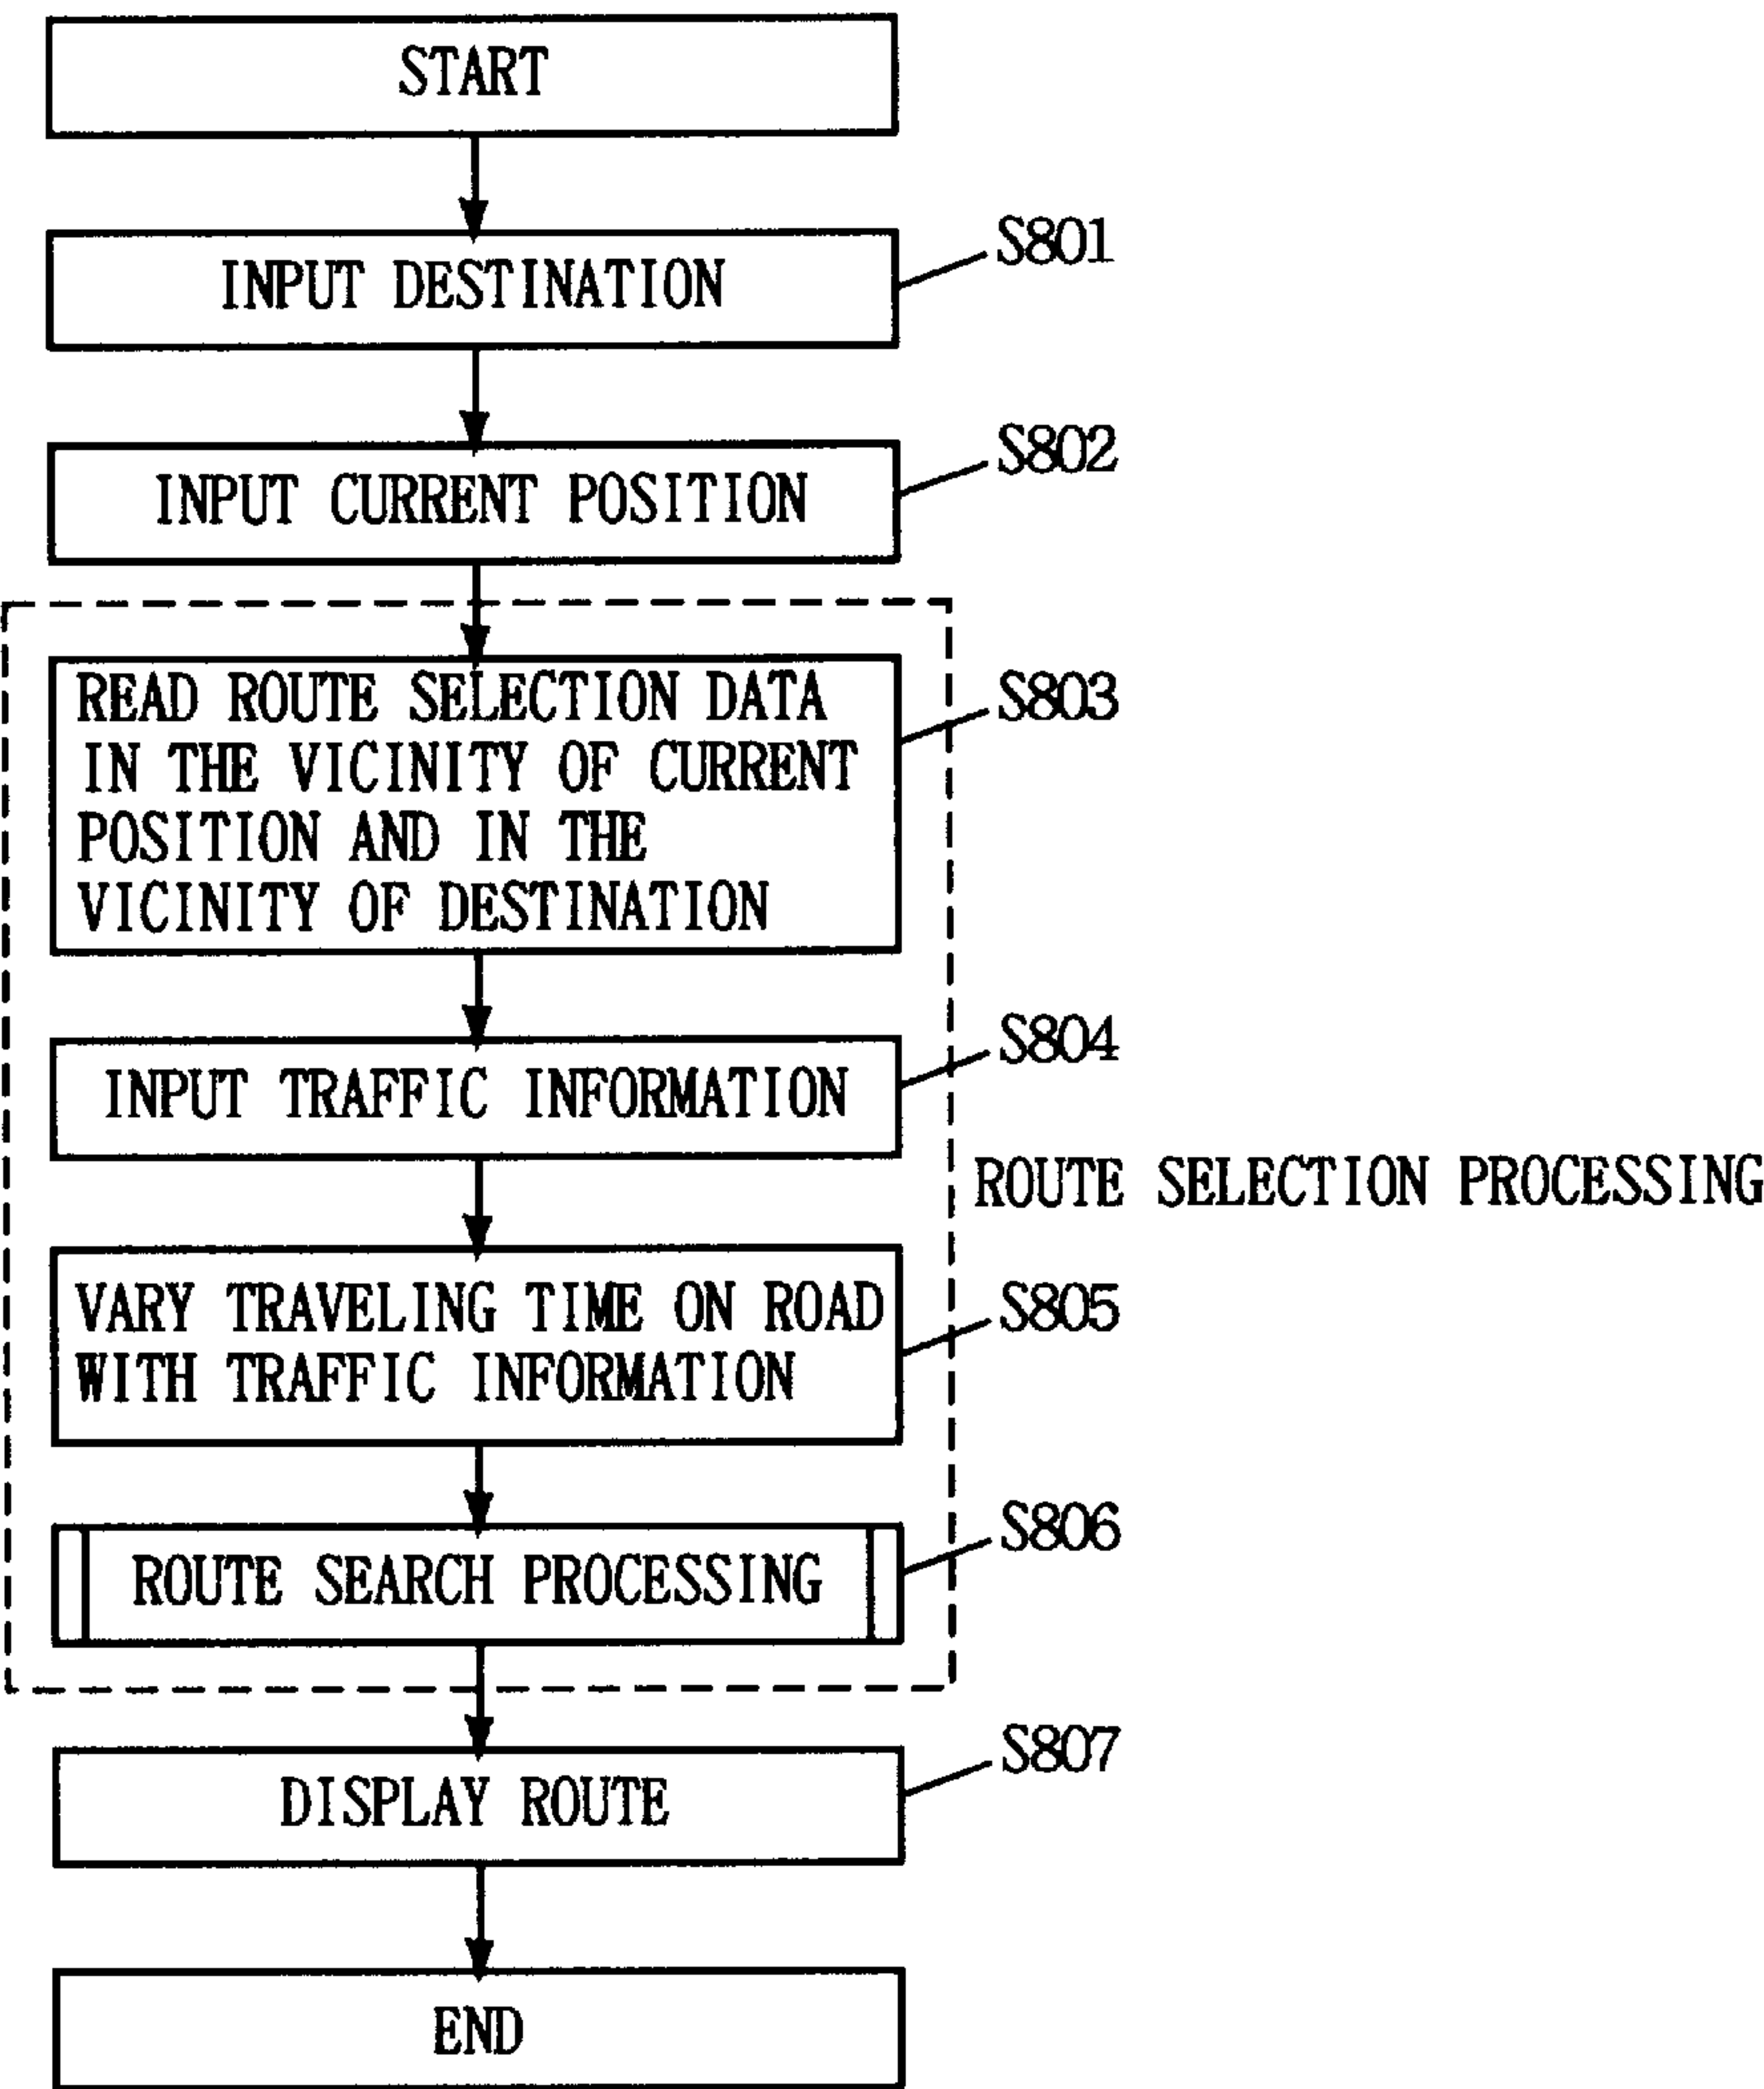 START
S801
INPUT DESTINATION
S802
INPUT CURRENT POSITION
S803
READ ROUTE SELECTION DATA
IN THE VICINITY OF CURRENT
POSITION AND IN THE
VICINITY OF DESTINATION
S804
INPUT TRAFFIC INFORMATION
ROUTE SELECTION PROCESSING
S805
VARY TRAVELING TIME ON ROAD
WITH TRAFFIC INFORMATION
S806
ROUTE SEARCH PROCESSING
S807
DISPLAY ROUTE
END